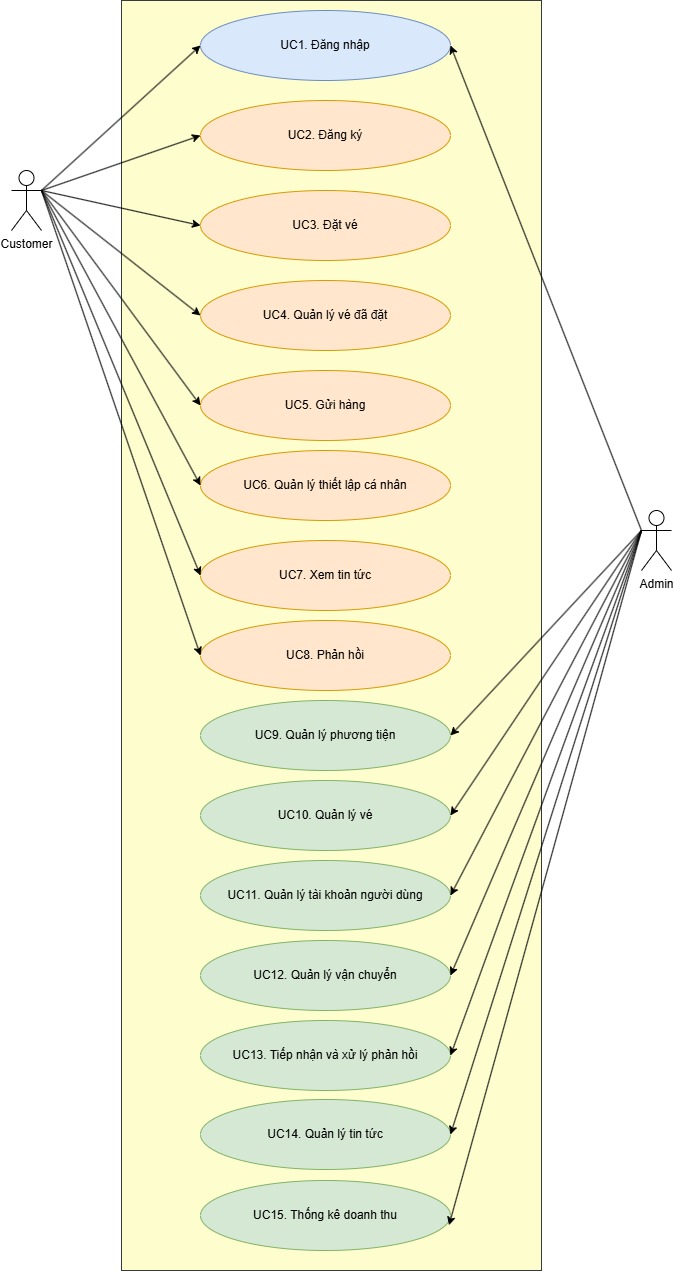 UC1. Đăng nhập
UC2. Đăng ký
UC3. Đặt vé
Customer
UC4. Quản lý vé đã đặt
UC5. Gửi hàng
UC6. Quản lý thiết lập cá nhân
UC7. Xem tin tức
Admin
UC8. Phản hồi
UC9. Quản lý phương tiện
UC10. Quản lý vé
UC11. Quản lý tài khoản người dùng
UC12. Quản lý vận chuyển
UC13. Tiếp nhận và xử lý phản hồi
UC14. Quản lý tin tức
UC15. Thống kê doanh thu